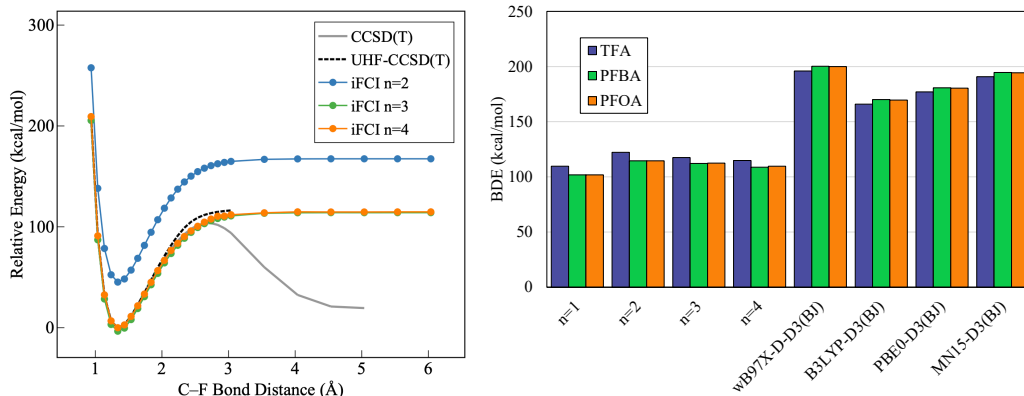 300
200
100
0
Relative Energy (kcal/mol)
1
2
3
4
5
6
C–F Bond Distance (Å)
CCSD(T)
UHF-CCSD(T)
iFCI n=2
iFCI n=3
iFCI n=4
250
200
150
100
50
0
BDE (kcal/mol)
TFA
PFBA
PFOA
n=1
n=2
n=3
n=4
wB97X-D-D3(BJ)
B3LYP-D3(BJ)
PBE0-D3(BJ)
MN15-D3(BJ)